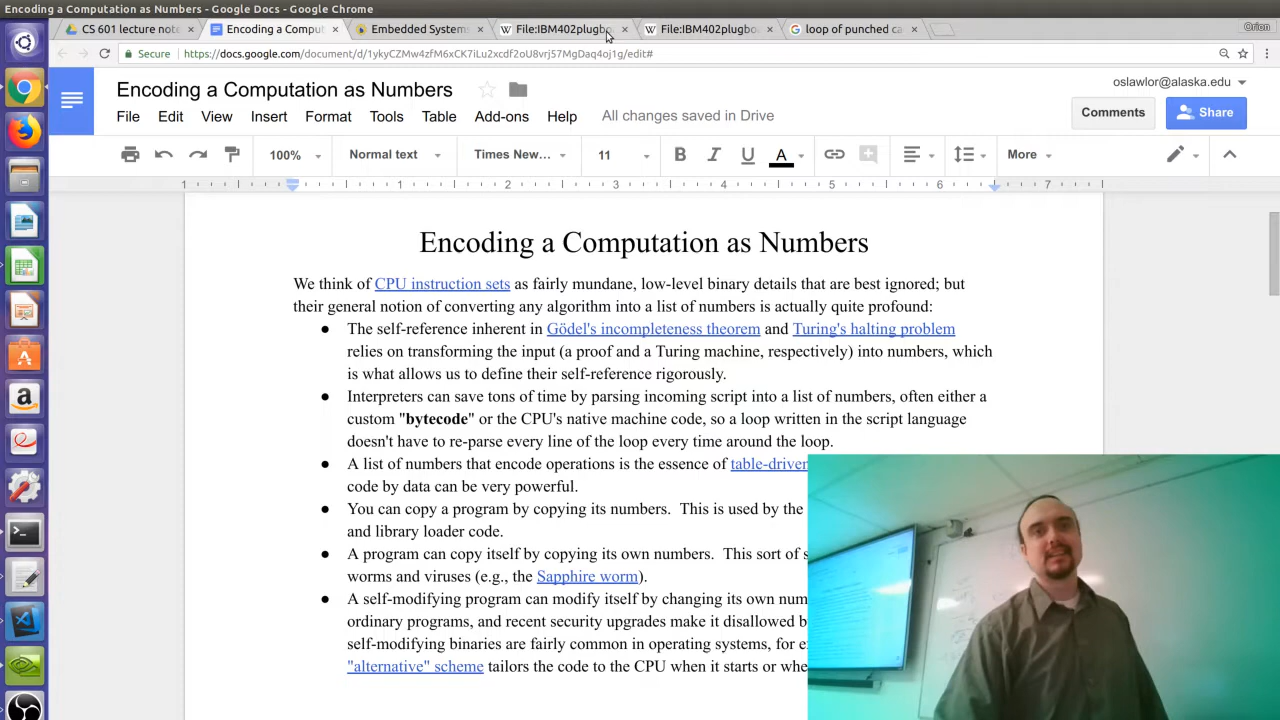 Encoding a Computation as Numbers - Google Docs - Google Chrome
CS 601 lecture note
Encoding a Comput
Embedded Systems
File:IBM402plugbo
File:IBM402plugbo
loop of punched ca
Orion
Secure
https://docs.google.com/document/d/1ykyCZMw4zfM6xCK7iLu2xcdf2oU8vrj57MgDaq4oj1g/edit#
Encoding a Computation as Numbers
oslawlor@alaska.edu
File Edit View Insert Format Tools Table Add-ons Help All changes saved in Drive
Comments
Share
100% Normal text Times New... 11 B I U A More
1 1 2 3 4 5 6 7
Encoding a Computation as Numbers
We think of CPU instruction sets as fairly mundane, low-level binary details that are best ignored; but
their general notion of converting any algorithm into a list of numbers is actually quite profound:
● The self-reference inherent in Gödel's incompleteness theorem and Turing's halting problem
relies on transforming the input (a proof and a Turing machine, respectively) into numbers, which
is what allows us to define their self-reference rigorously.
● Interpreters can save tons of time by parsing incoming script into a list of numbers, often either a
custom "bytecode" or the CPU's native machine code, so a loop written in the script language
doesn't have to re-parse every line of the loop every time around the loop.
● A list of numbers that encode operations is the essence of table-driven
code by data can be very powerful.
● You can copy a program by copying its numbers. This is used by the
and library loader code.
● A program can copy itself by copying its own numbers. This sort of s
worms and viruses (e.g., the Sapphire worm).
● A self-modifying program can modify itself by changing its own num
ordinary programs, and recent security upgrades make it disallowed b
self-modifying binaries are fairly common in operating systems, for e
"alternative" scheme tailors the code to the CPU when it starts or whe